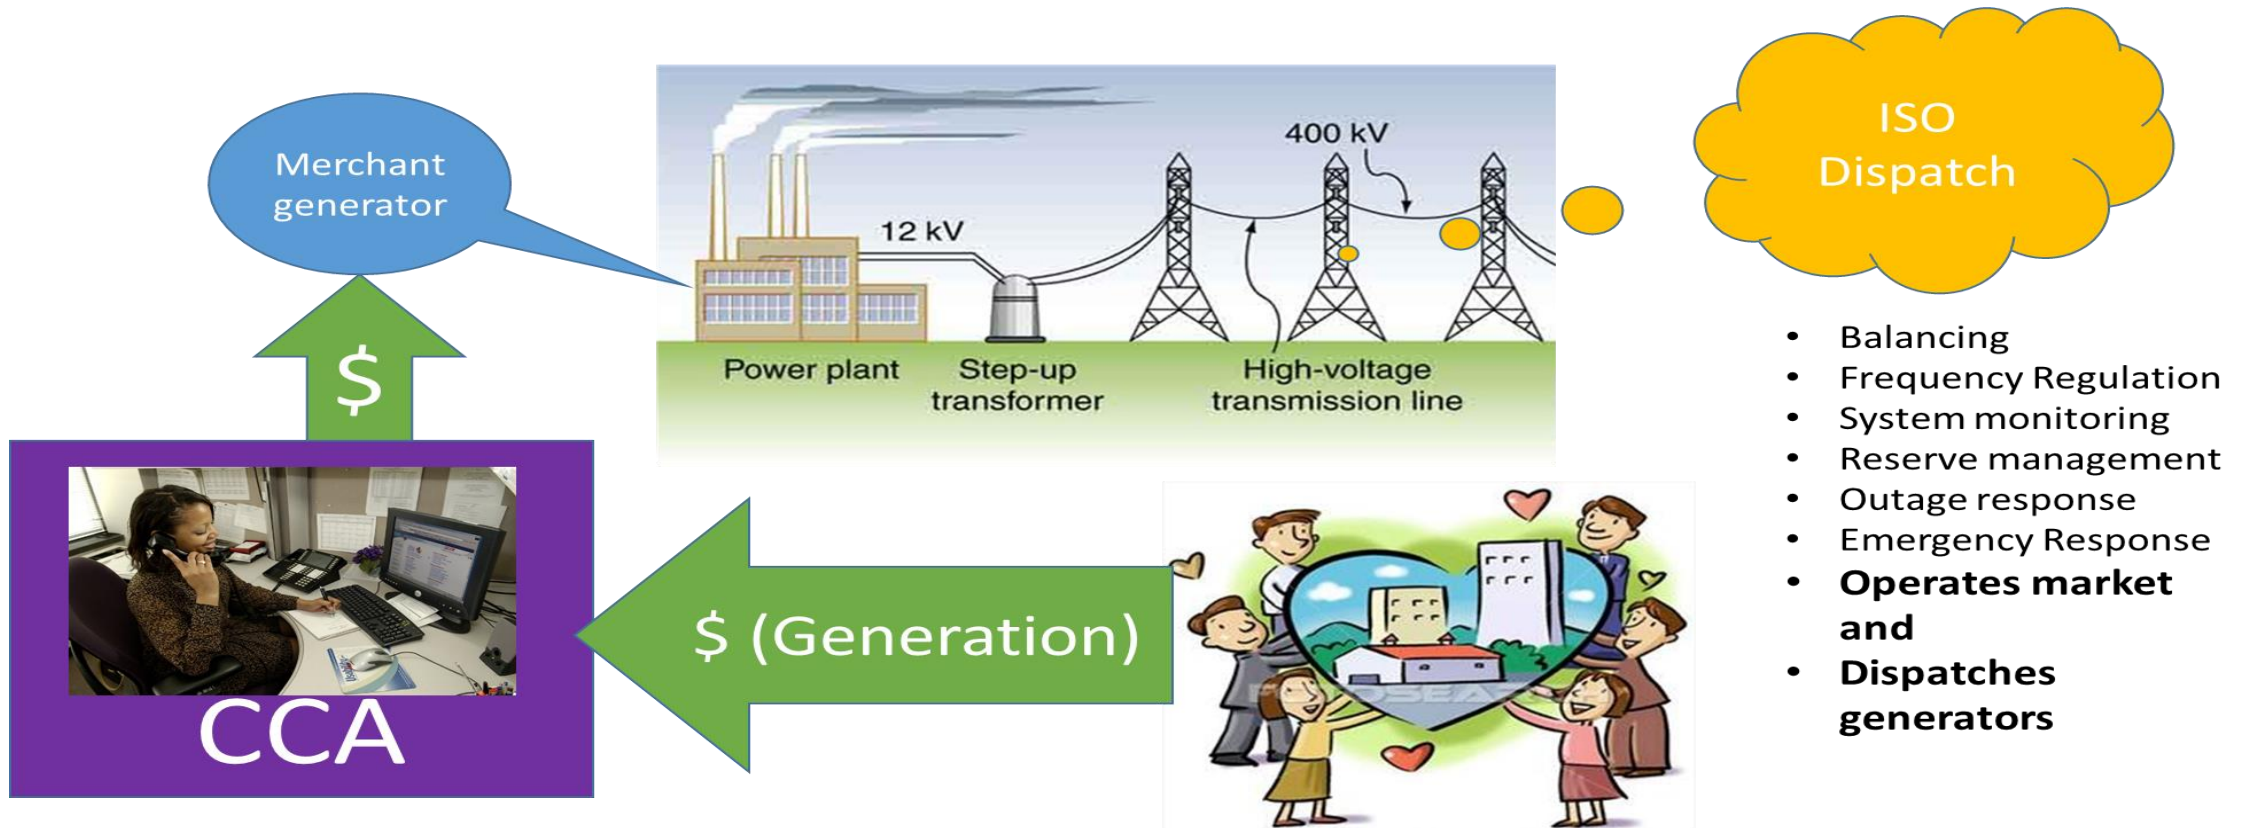 Merchant
generator
$
CCA
12 kV
400 kV
Power plant
Step-up
transformer
High-voltage
transmission line
$ (Generation)
ISO
Dispatch
• Balancing
• Frequency Regulation
• System monitoring
• Reserve management
• Outage response
• Emergency Response
• Operates market
and
• Dispatches
generators